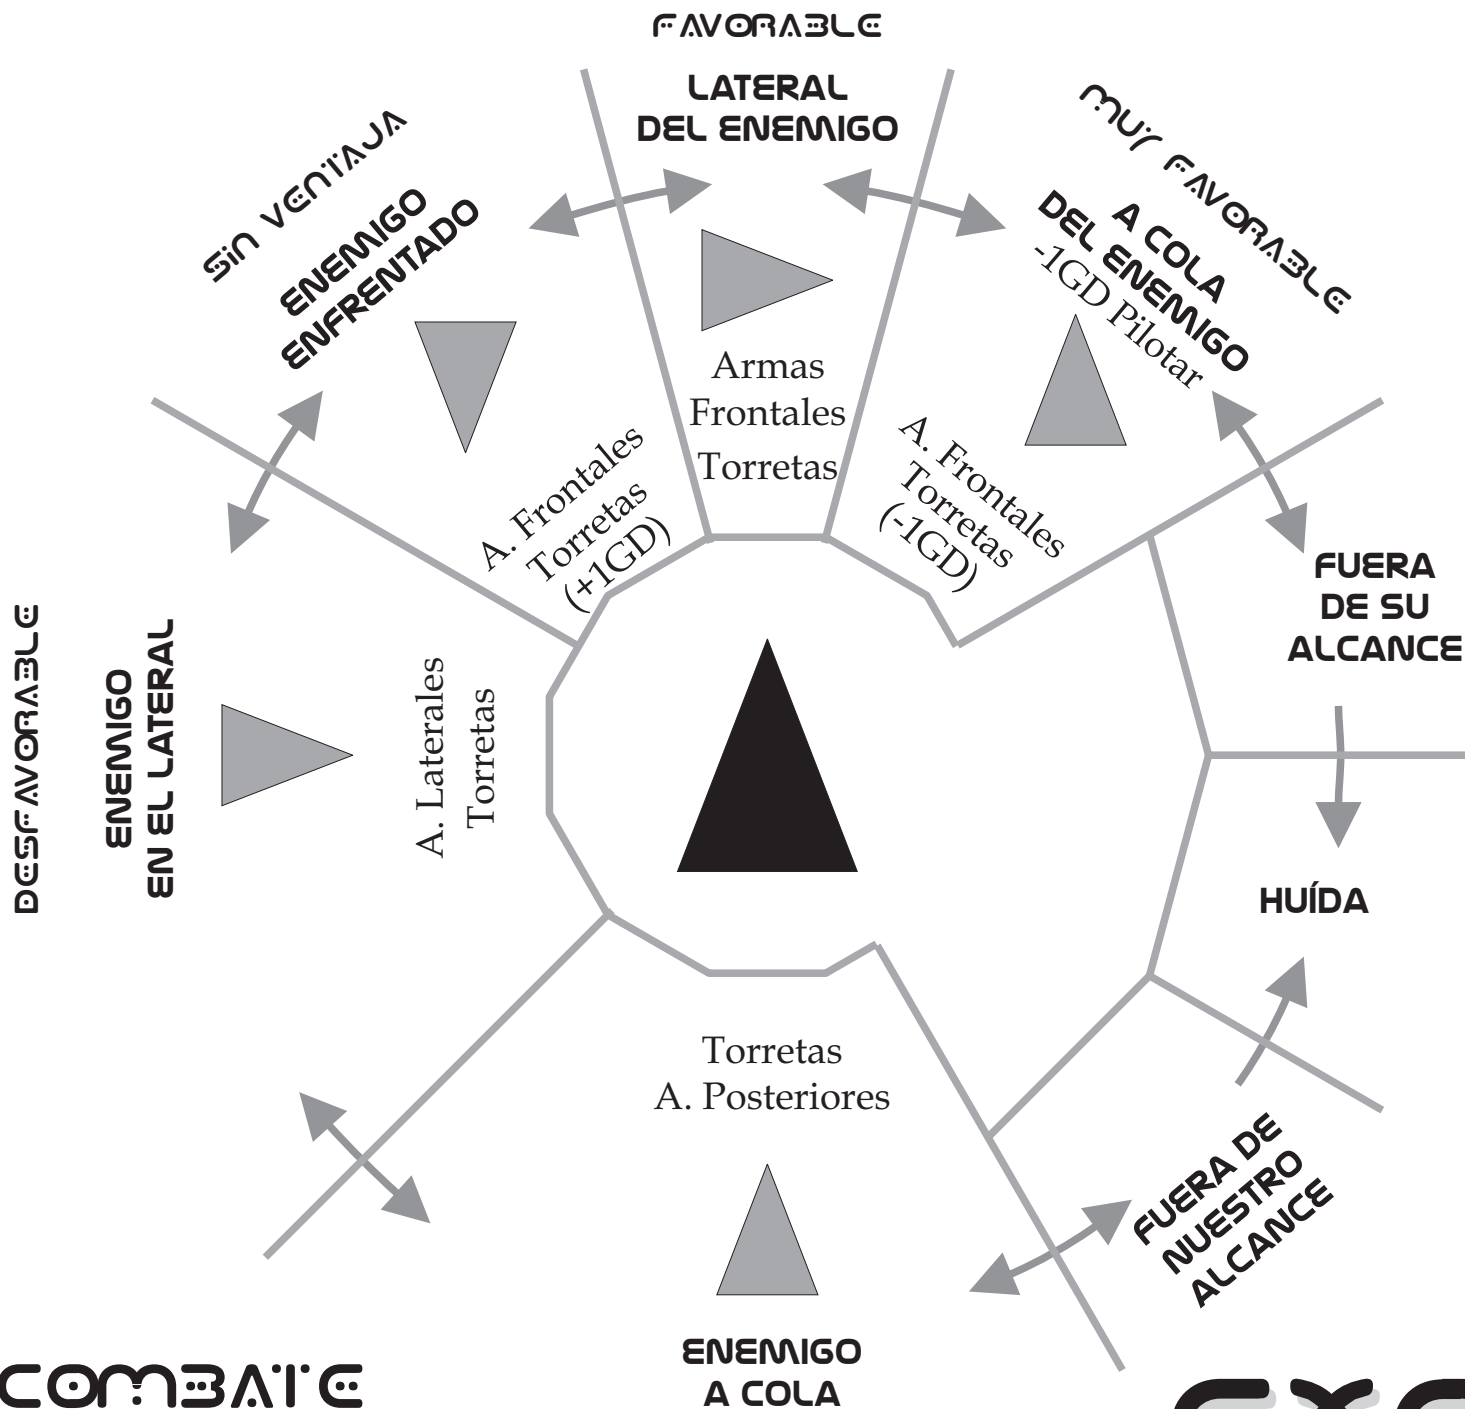 FAVORABLE
LATERAL
DEL ENEMIGO
Armas
Frontales
Torretas
MUY FAVORABLE
A COLA
DEL ENEMIGO
-1GD Pilotar
A. Frontales
Torretas
(-1GD)
SIN VENTAJA
ENEMIGO
ENFRENTADO
A. Frontales
Torretas
(+1GD)
DESFAVORABLE
ENEMIGO
EN EL LATERAL
A. Laterales
Torretas
FUERA
DE SU
ALCANCE
HUÍDA
FUERA DE
NUESTRO
ALCANCE
Torretas
A. Posteriores
ENEMIGO
A COLA
COMBATE